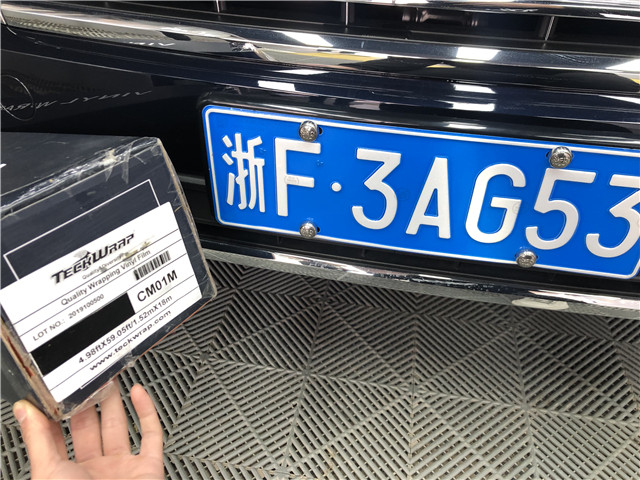 浙F·3AG53
TECKWRAP
Quality Wrapping Vinyl Film
CM01M
LOT NO.: 2019100500
4.98ftX59.05ft/1.52mX18m
www.teckwrap.com